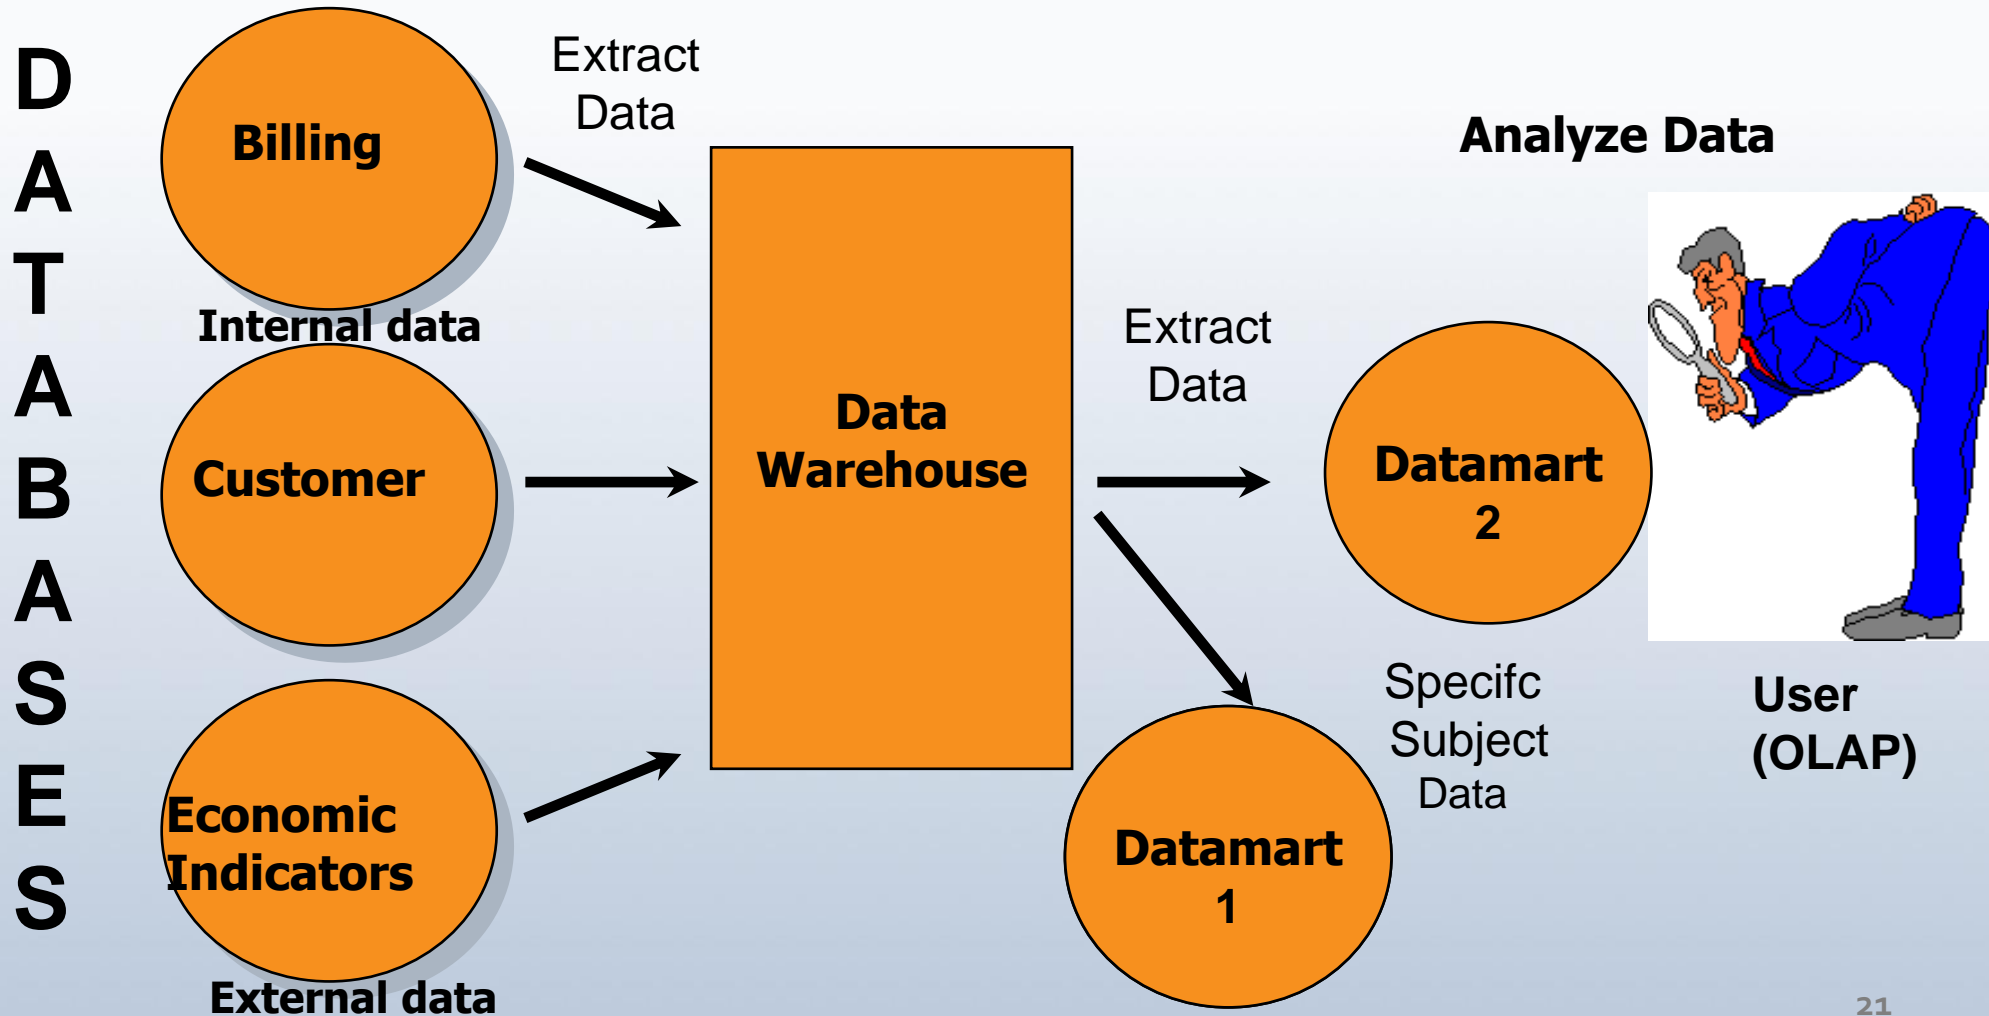 D
A
T
A
B
A
S
E
S
Billing
Internal data
Customer
Economic
Indicators
External data
Extract
Data
Data
Warehouse
Extract
Data
Datamart
2
Specifc
Subject
Data
Datamart
1
Analyze Data
User
(OLAP)
21